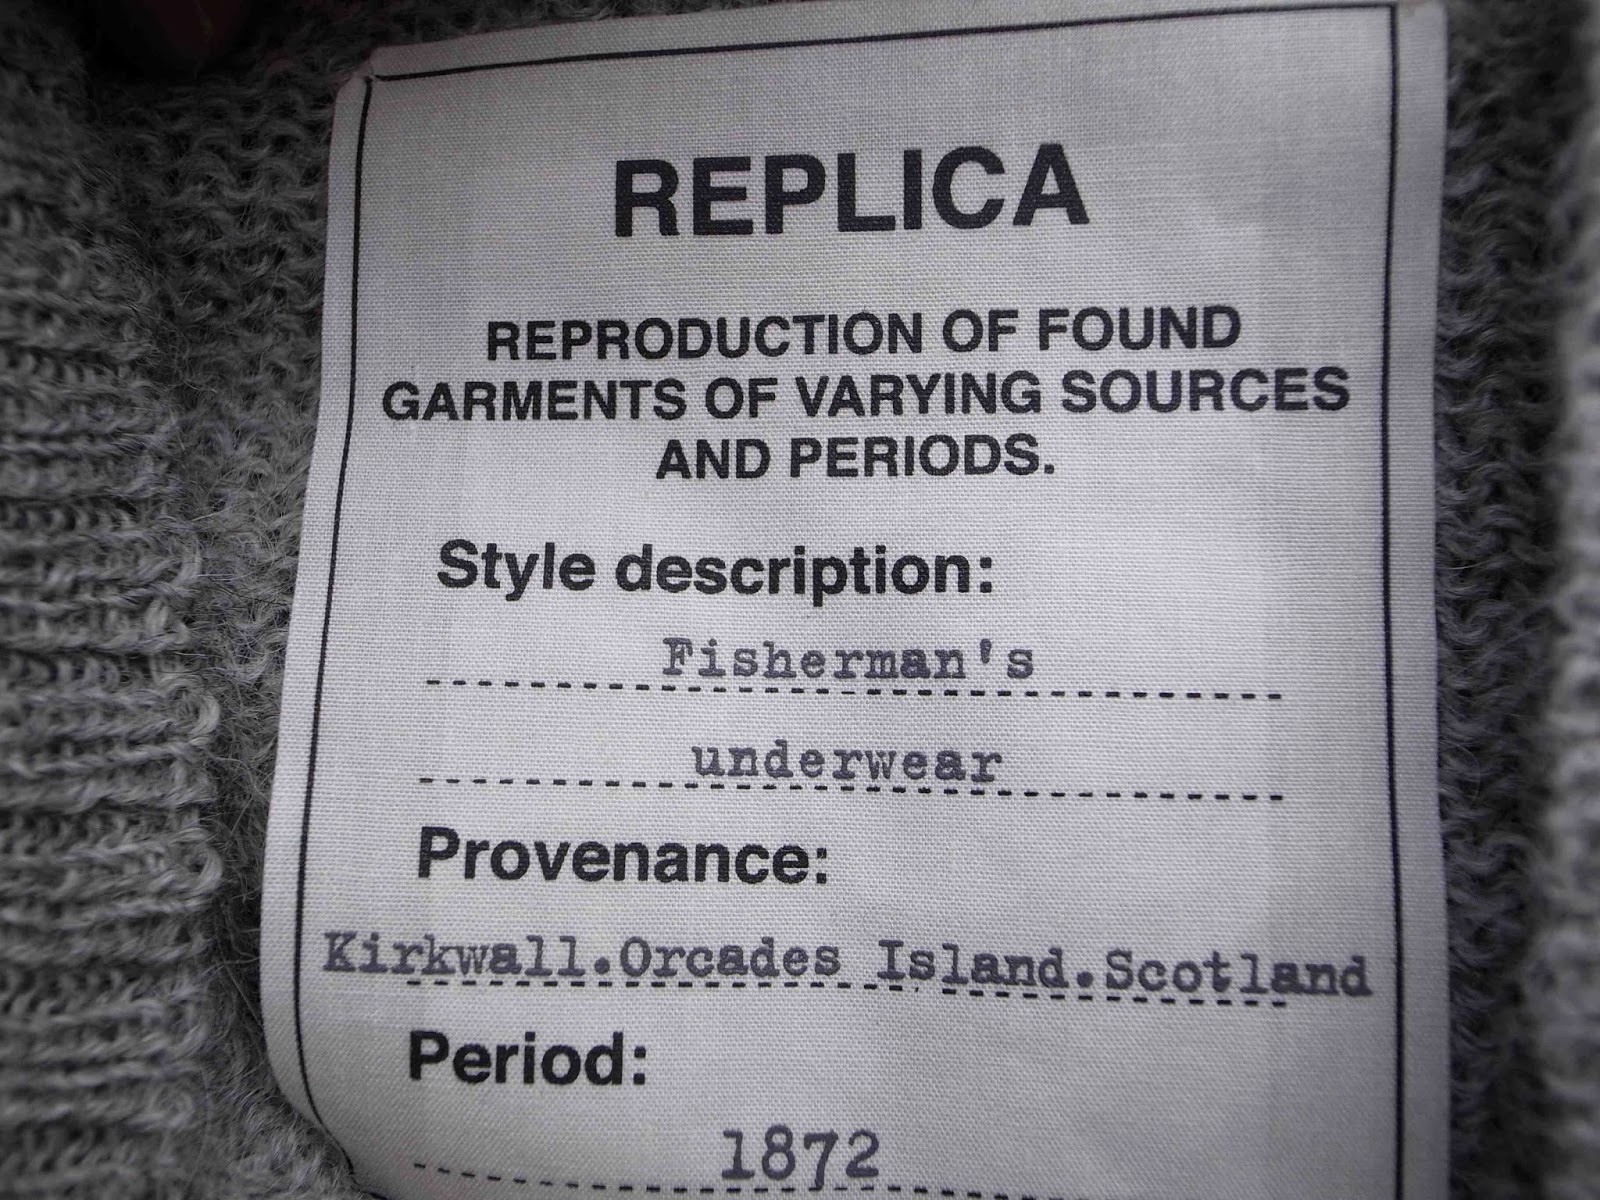 REPLICA
REPRODUCTION OF FOUND
GARMENTS OF VARYING SOURCES
AND PERIODS.
Style description:
Fisherman's
underwear
Provenance:
Kirkwall.Orcades Island.Scotland
Period:
1872